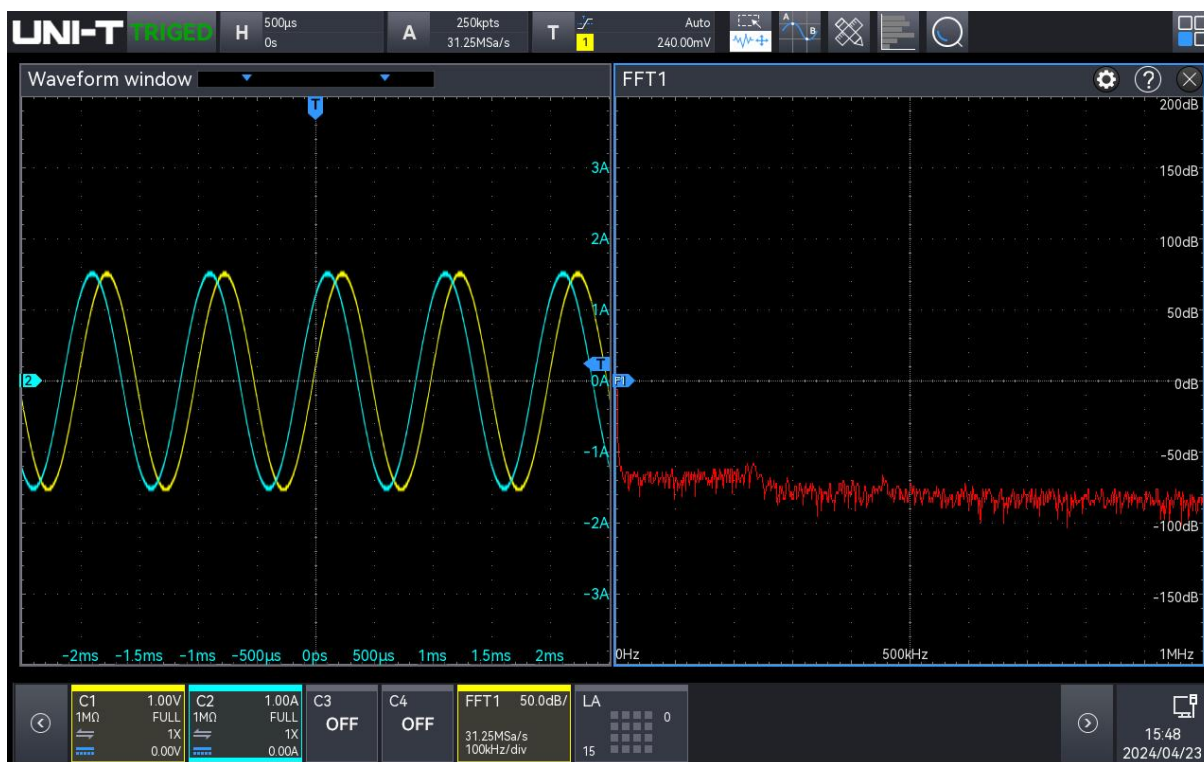 UNI-T TRIGED H 500μs 0s A 250kpts 31.25MSa/s T 1 Auto 240.00mV A B
Waveform window
T
3A
2A
1A
T
2
0A
-1A
-2A
-3A
-2ms -1.5ms -1ms -500μs 0ps 500μs 1ms 1.5ms 2ms
FFT1 ?
200dB
150dB
100dB
50dB
0dB
-50dB
-100dB
-150dB
0Hz 500kHz 1MHz
C1 1.00V
1MΩ FULL
1X
0.00V
C2 1.00A
1MΩ FULL
1X
0.00A
C3
OFF
C4
OFF
FFT1 50.0dB/
31.25MSa/s
100kHz/div
LA
0
15
15:48
2024/04/23